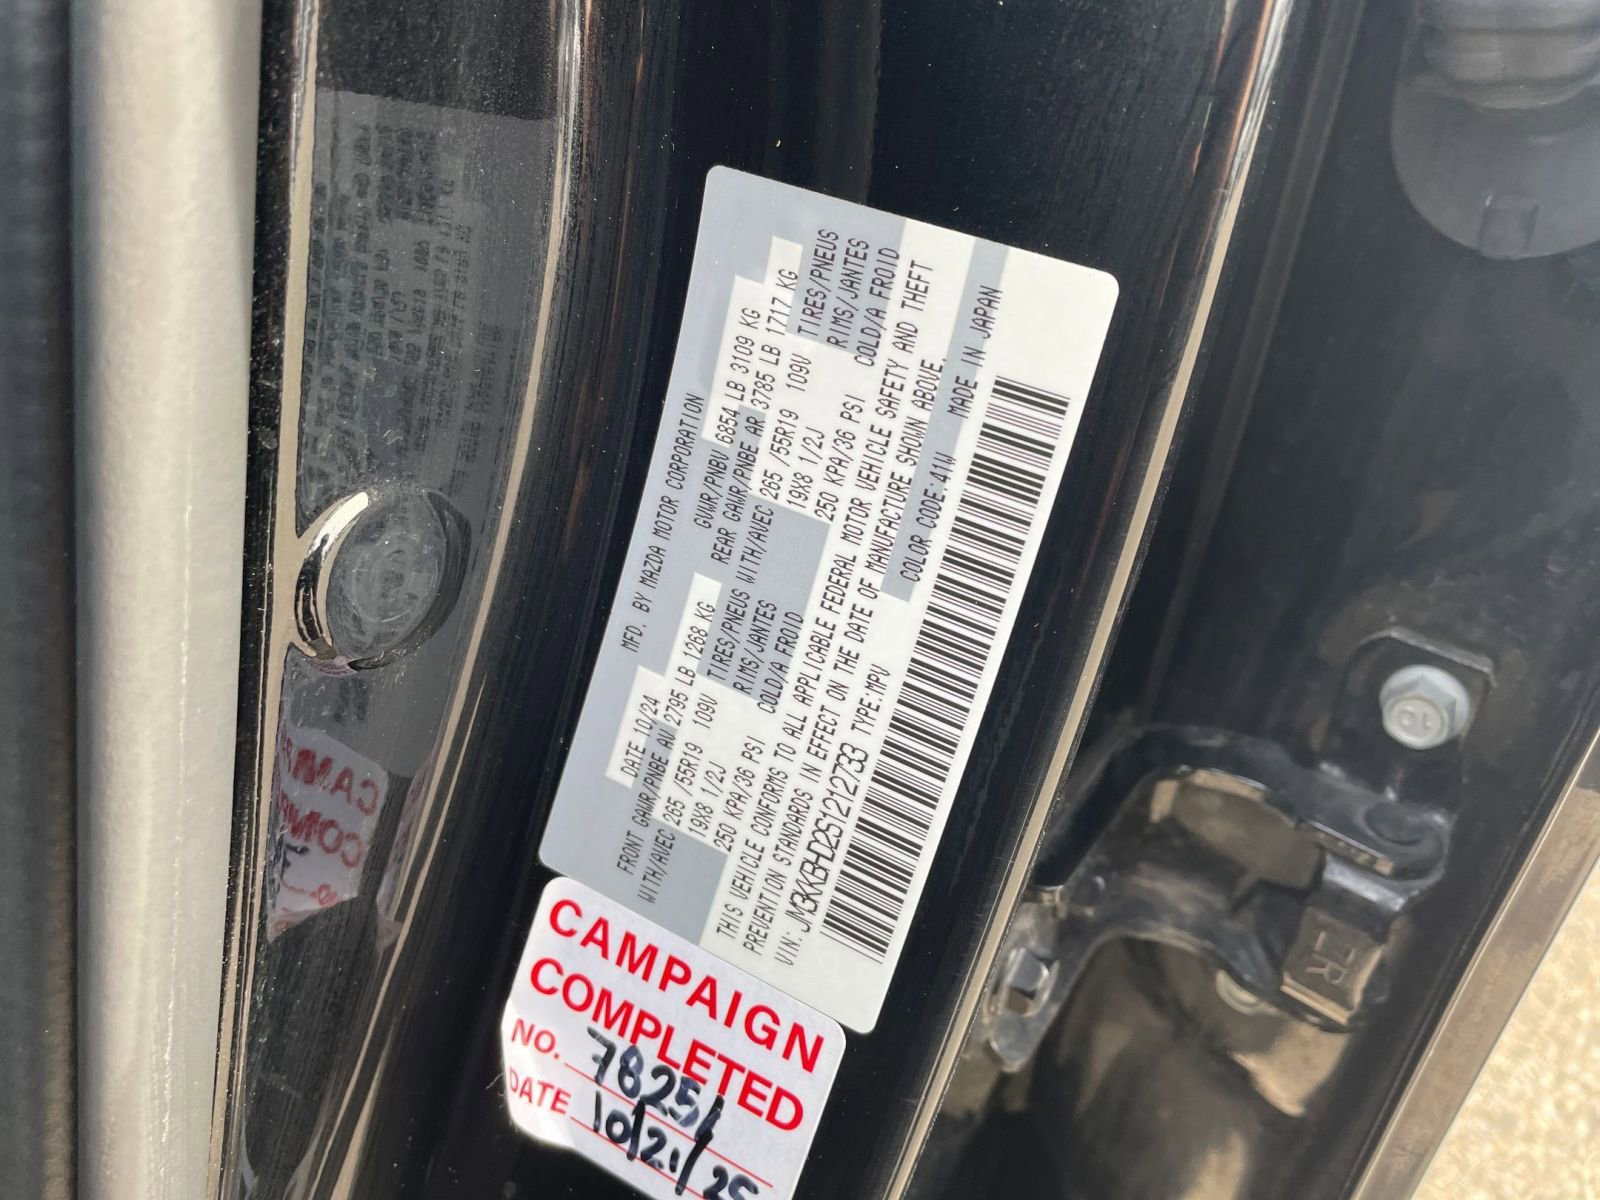 MFD. BY MAZDA MOTOR CORPORATION
DATE 10/24 GVWR/PNBV 6854 LB 3109 KG
FRONT GAWR/PNBE AV 2795 LB 1268 KG REAR GAWR/PNBE AR 3785 LB 1717 KG
WITH/AVEC 265 /55R19 109V TIRES/PNEUS WITH/AVEC 265 /55R19 109V TIRES/PNEUS
19X8 1/2J RIMS/JANTES 19X8 1/2J RIMS/JANTES
250 KPA/36 PSI COLD/A FROID 250 KPA/36 PSI COLD/A FROID
THIS VEHICLE CONFORMS TO ALL APPLICABLE FEDERAL MOTOR VEHICLE SAFETY AND THEFT
PREVENTION STANDARDS IN EFFECT ON THE DATE OF MANUFACTURE SHOWN ABOVE.
VIN: JM3KKBHD2S1212733 TYPE:MPV COLOR CODE:41W MADE IN JAPAN
CAMPAIGN
COMPLETED
NO. 7825L
DATE 10/21/25
19
ER